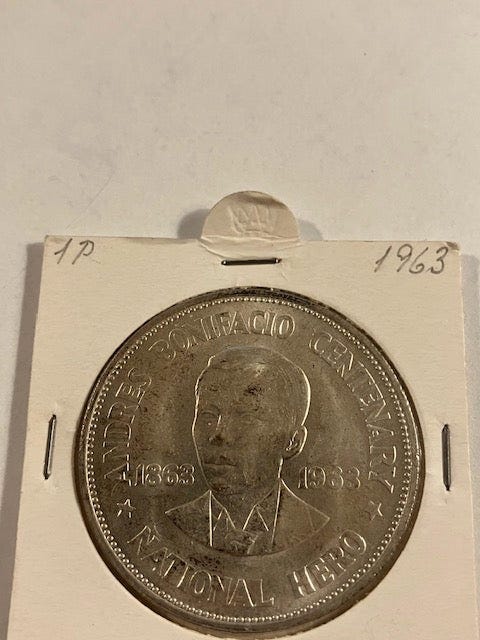 1P 1963
ANDRES BONIFACIO CENTENARY
1863 1963
NATIONAL HERO